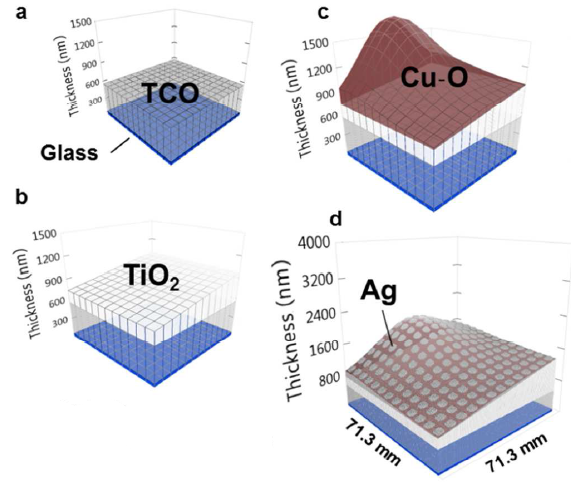 a
1500
1200
900
600
300
Thickness (nm)
TCO
Glass
b
1500
1200
900
600
300
Thickness (nm)
TiO₂
c
1500
1200
900
600
300
Thickness (nm)
Cu-O
d
4000
3200
2400
1600
800
Thickness (nm)
Ag
71.3 mm
71.3 mm